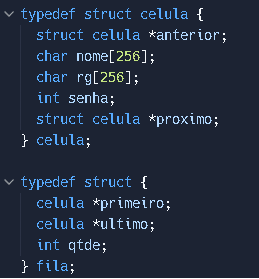 typedef struct celula {
struct celula *anterior;
char nome[256];
char rg[256];
int senha;
struct celula *proximo;
} celula;
typedef struct {
celula *primeiro;
celula *ultimo;
int qtde;
} fila;